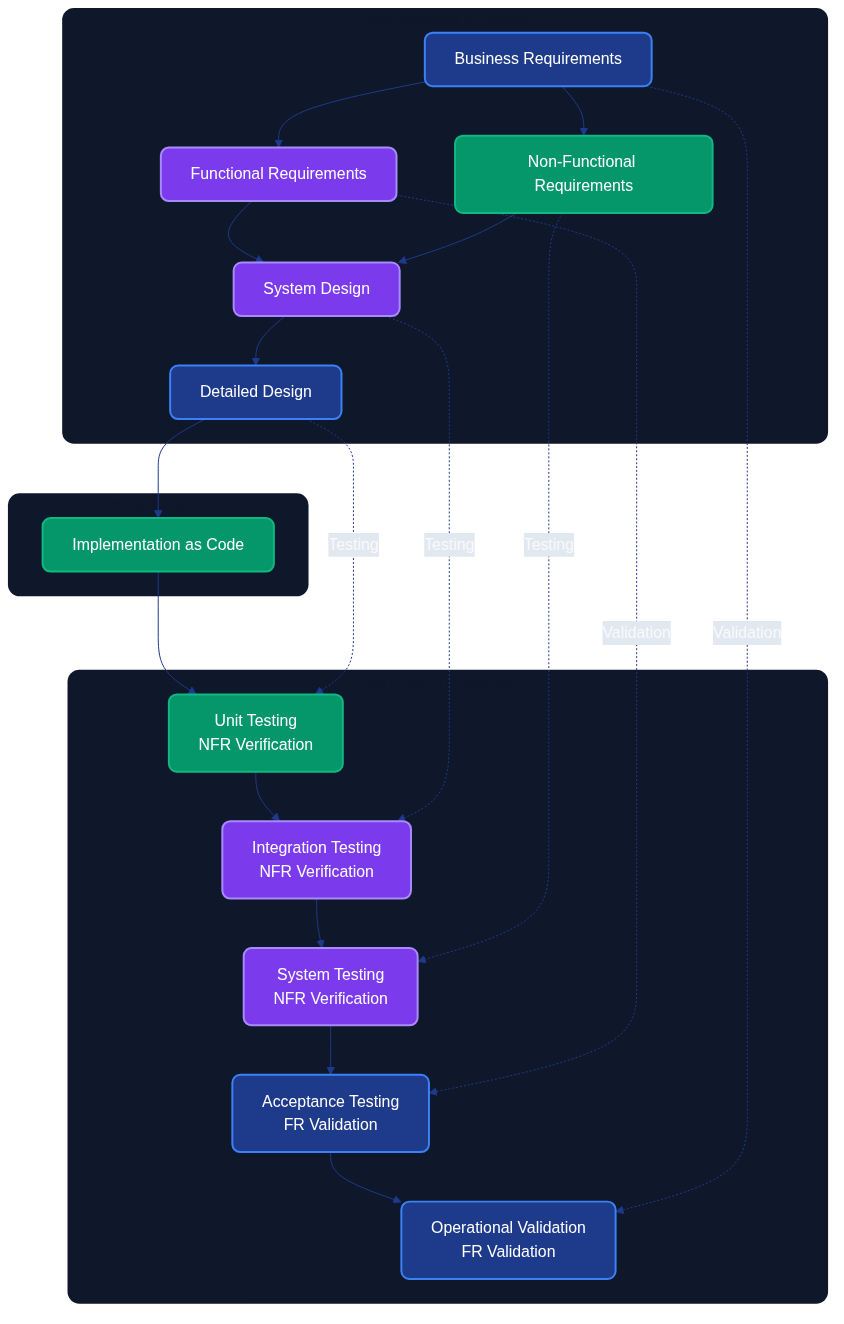 Business Requirements
Functional Requirements
Non-Functional
Requirements
System Design
Detailed Design
Implementation as Code
Testing
Testing
Testing
Validation
Validation
Unit Testing
NFR Verification
Integration Testing
NFR Verification
System Testing
NFR Verification
Acceptance Testing
FR Validation
Operational Validation
FR Validation